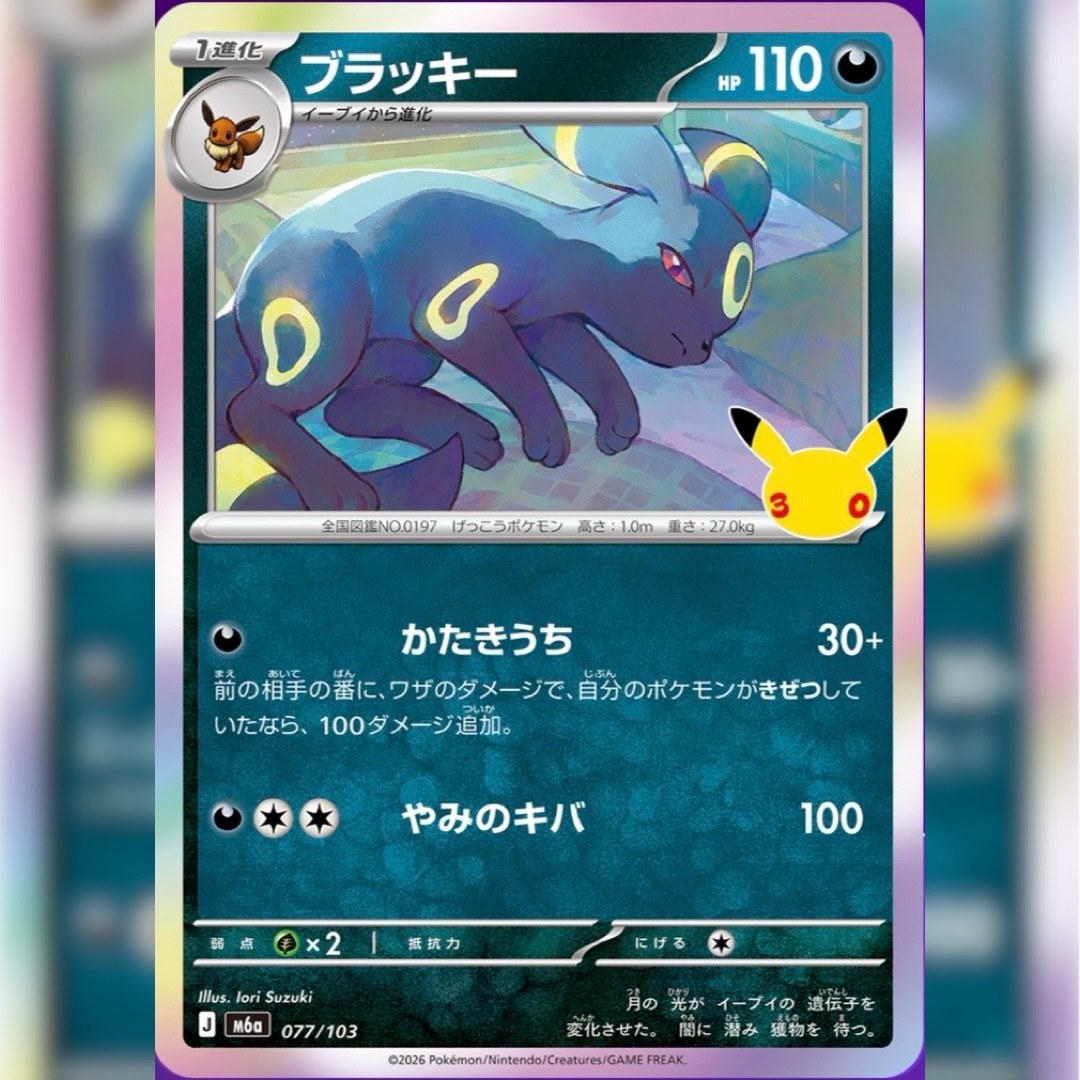 1進化
ブラッキー
HP 110
イーブイから進化
30
全国図鑑NO.0197 げっこうポケモン 高さ：1.0m 重さ：27.0kg
かたきうち 30+
前の相手の番に、ワザのダメージで、自分のポケモンがきぜつして
いたなら、100ダメージ追加。
やみのキバ 100
弱点 ×2 抵抗力 にげる
Illus. Iori Suzuki
月の 光が イーブイの 遺伝子を
変化させた。 闇に 潜み 獲物を 待つ。
J m6a 077/103
©2026 Pokémon/Nintendo/Creatures/GAME FREAK.